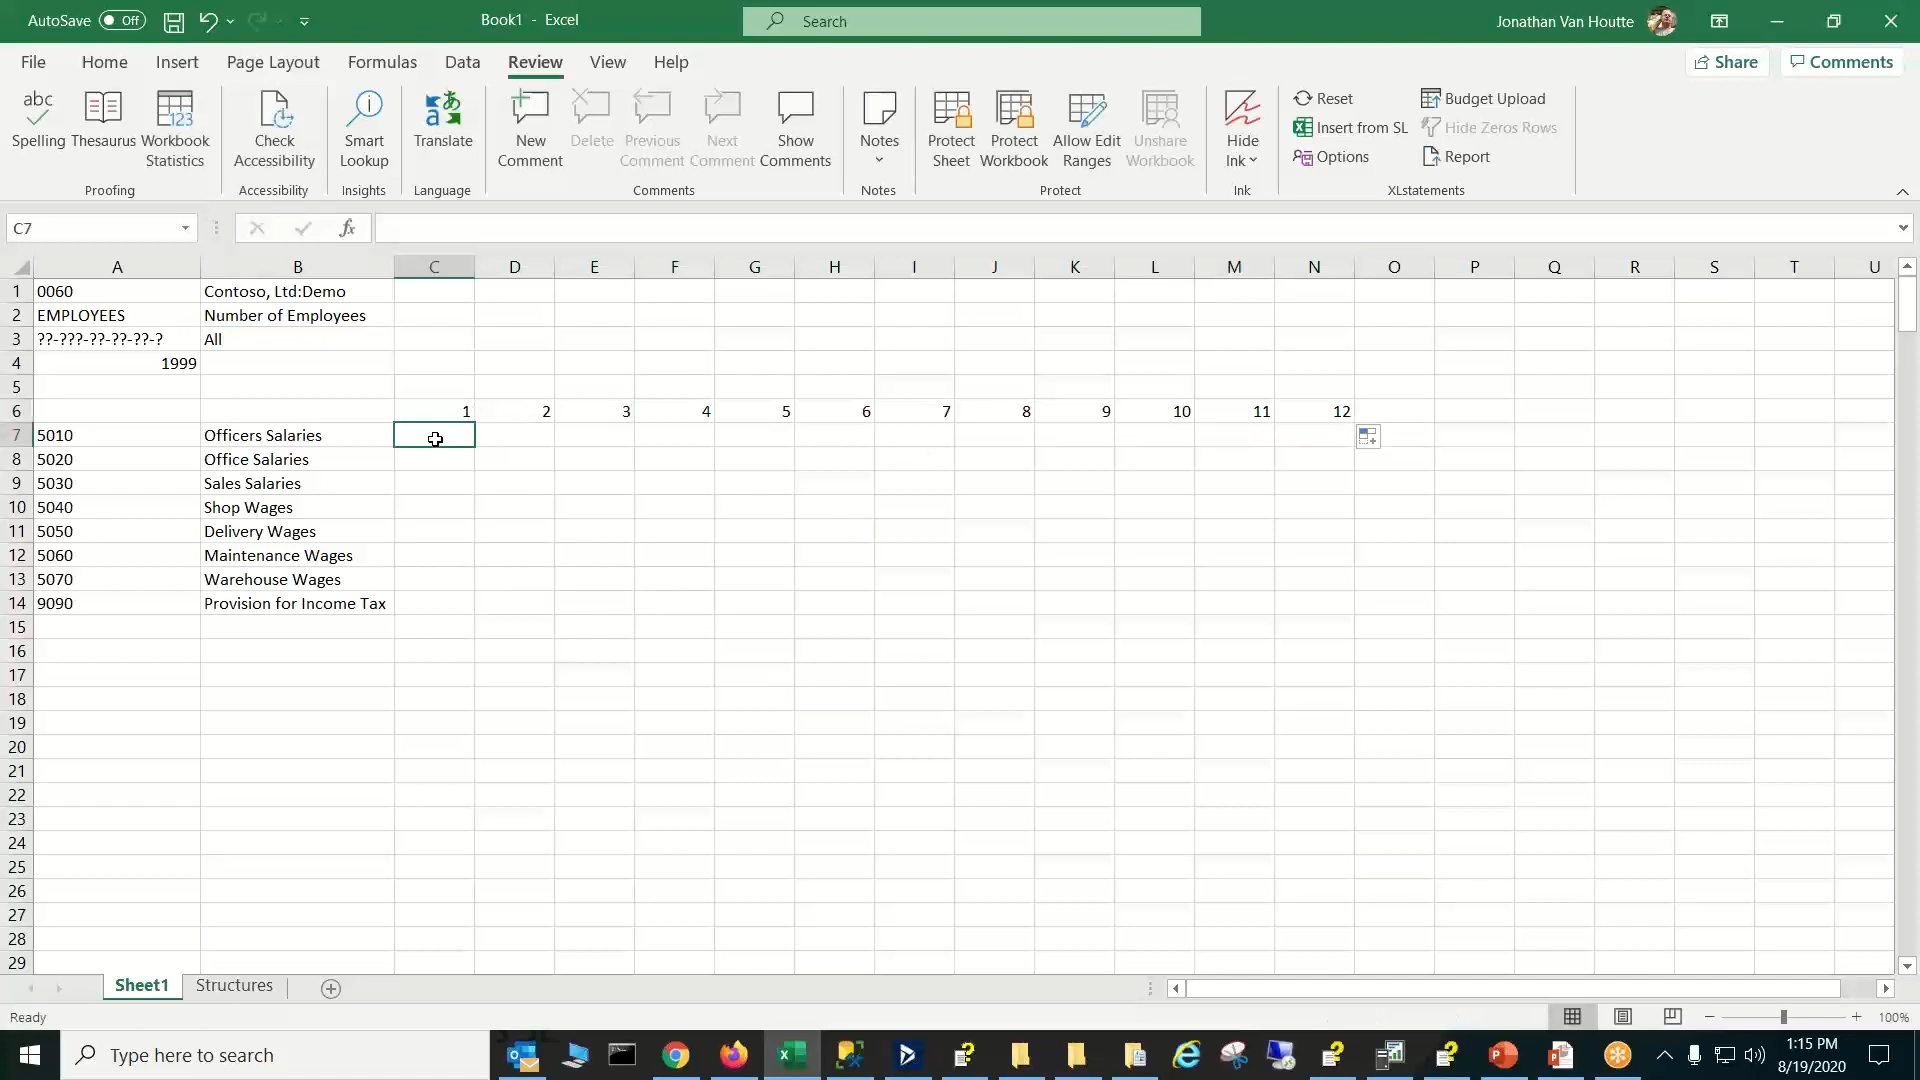 AutoSave Off Book1 - Excel Search Jonathan Van Houtte
File Home Insert Page Layout Formulas Data Review View Help Share Comments
abc Reset Budget Upload
Insert from SL Hide Zeros Rows
Spelling Thesaurus Workbook Statistics Check Accessibility Smart Lookup Translate New Comment Delete Previous Comment Next Comment Show Comments Notes Protect Sheet Protect Workbook Allow Edit Ranges Unshare Workbook Hide Ink Options Report
Proofing Accessibility Insights Language Comments Notes Protect Ink XLstatements
C7 fx
A B C D E F G H I J K L M N O P Q R S T U
1 0060 Contoso, Ltd:Demo
2 EMPLOYEES Number of Employees
3 ??-???-??-??-??-? All
4 1999
5
6 1 2 3 4 5 6 7 8 9 10 11 12
7 5010 Officers Salaries
8 5020 Office Salaries
9 5030 Sales Salaries
10 5040 Shop Wages
11 5050 Delivery Wages
12 5060 Maintenance Wages
13 5070 Warehouse Wages
14 9090 Provision for Income Tax
15
16
17
18
19
20
21
22
23
24
25
26
27
28
29
Sheet1 Structures
Ready 100%
Type here to search 1:15 PM
8/19/2020